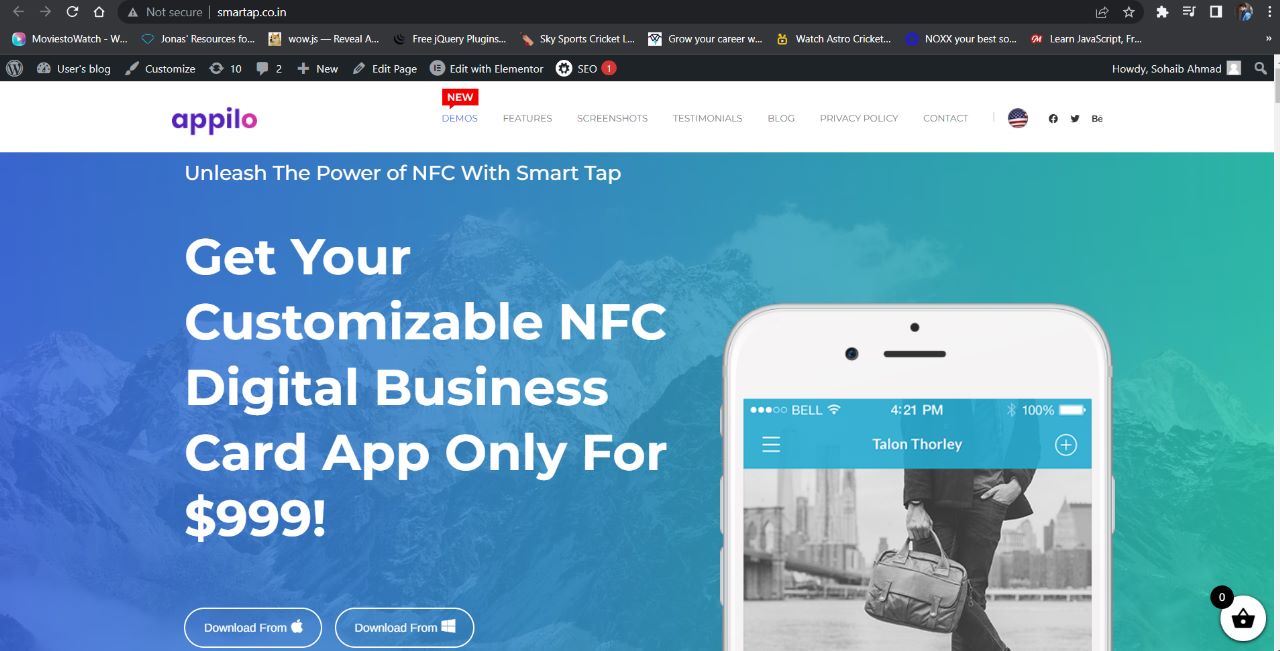 Not secure | smartap.co.in
MoviestoWatch - W... Jonas' Resources fo... wow.js — Reveal A... Free jQuery Plugins... Sky Sports Cricket L... Grow your career w... Watch Astro Cricket... NOXX your best so... Learn JavaScript, Fr... »
User's blog Customize 10 2 New Edit Page Edit with Elementor SEO 1 Howdy, Sohaib Ahmad
NEW
appilo DEMOS FEATURES SCREENSHOTS TESTIMONIALS BLOG PRIVACY POLICY CONTACT Bē
Unleash The Power of NFC With Smart Tap
Get Your
Customizable NFC
Digital Business
Card App Only For
$999!
BELL 4:21 PM 100%
Talon Thorley
Download From Download From
0